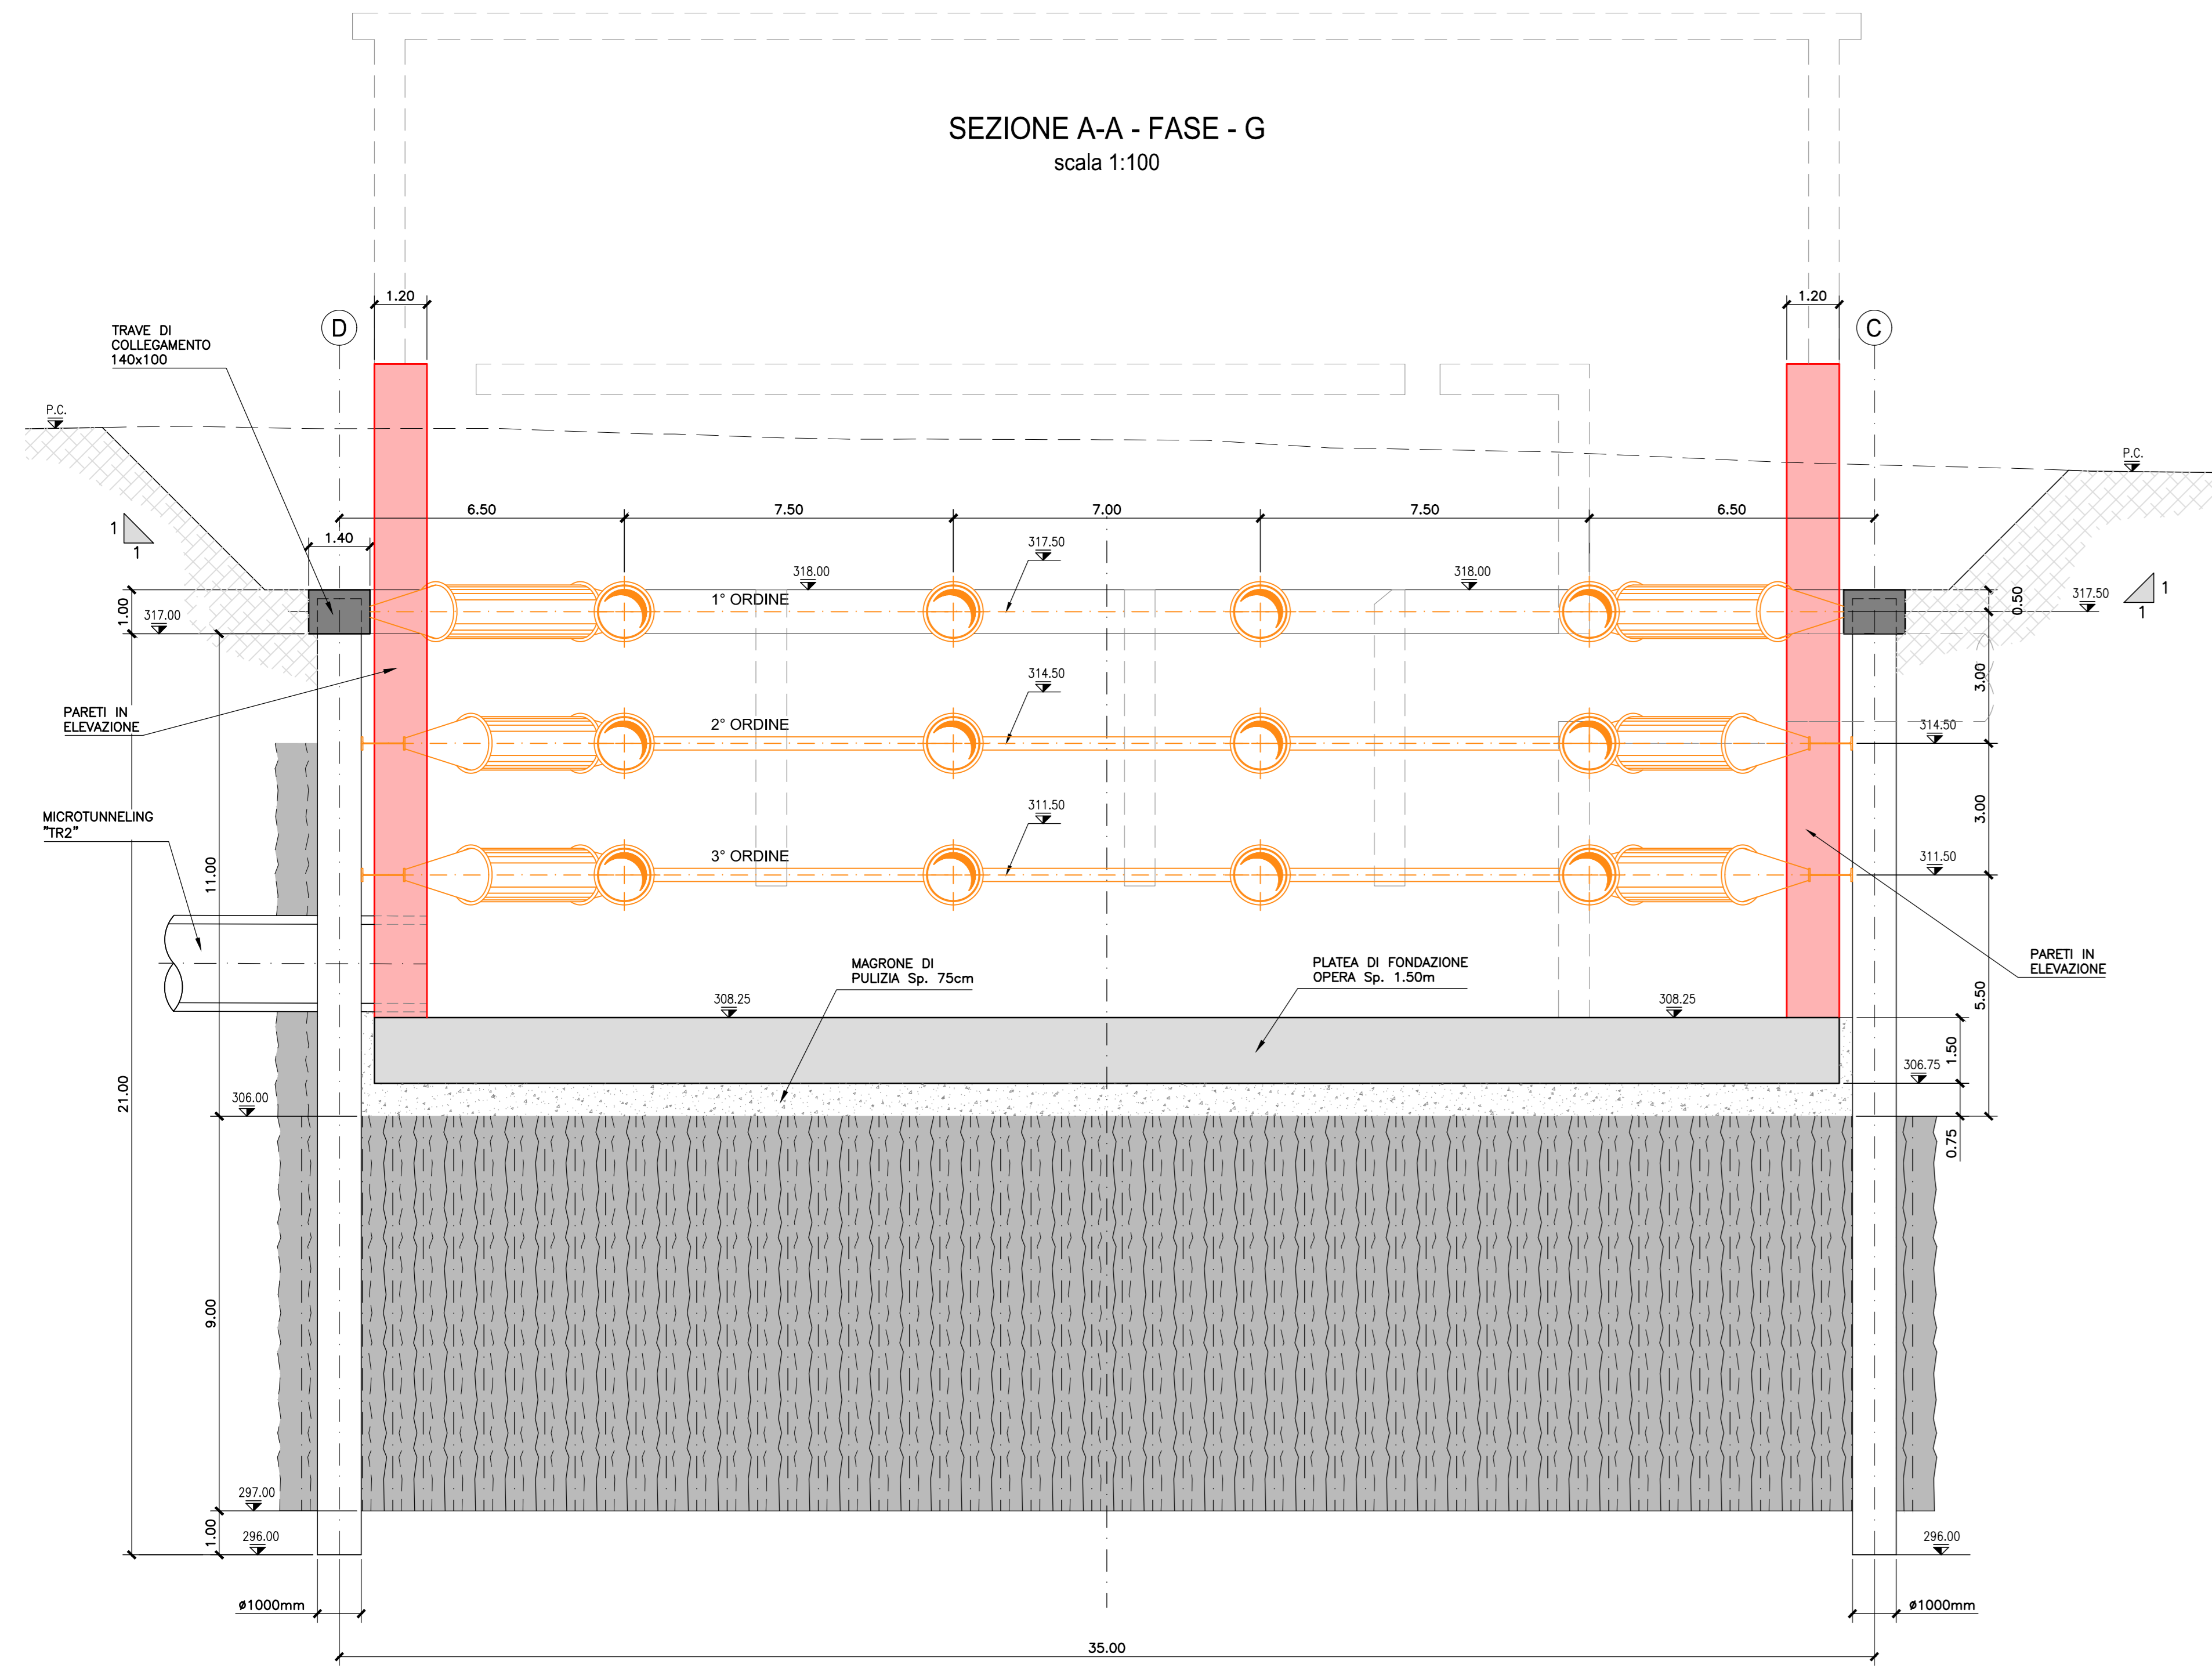 SEZIONE A-A - FASE - G
scala 1:100
1.20
1.20
D
C
TRAVE DI
COLLEGAMENTO
140x100
P.C.
P.C.
6.50
7.50
7.00
7.50
6.50
1
1
1.40
317.50
318.00
318.00
1° ORDINE
1.00
317.00
0.50
317.50
1
1
314.50
3.00
PARETI IN
ELEVAZIONE
2° ORDINE
314.50
MICROTUNNELING
"TR2"
311.50
3.00
3° ORDINE
311.50
11.00
MAGRONE DI
PULIZIA Sp. 75cm
PLATEA DI FONDAZIONE
OPERA Sp. 1.50m
PARETI IN
ELEVAZIONE
308.25
308.25
5.50
1.50
306.75
21.00
306.00
0.75
9.00
297.00
1.00
296.00
296.00
ø1000mm
ø1000mm
35.00